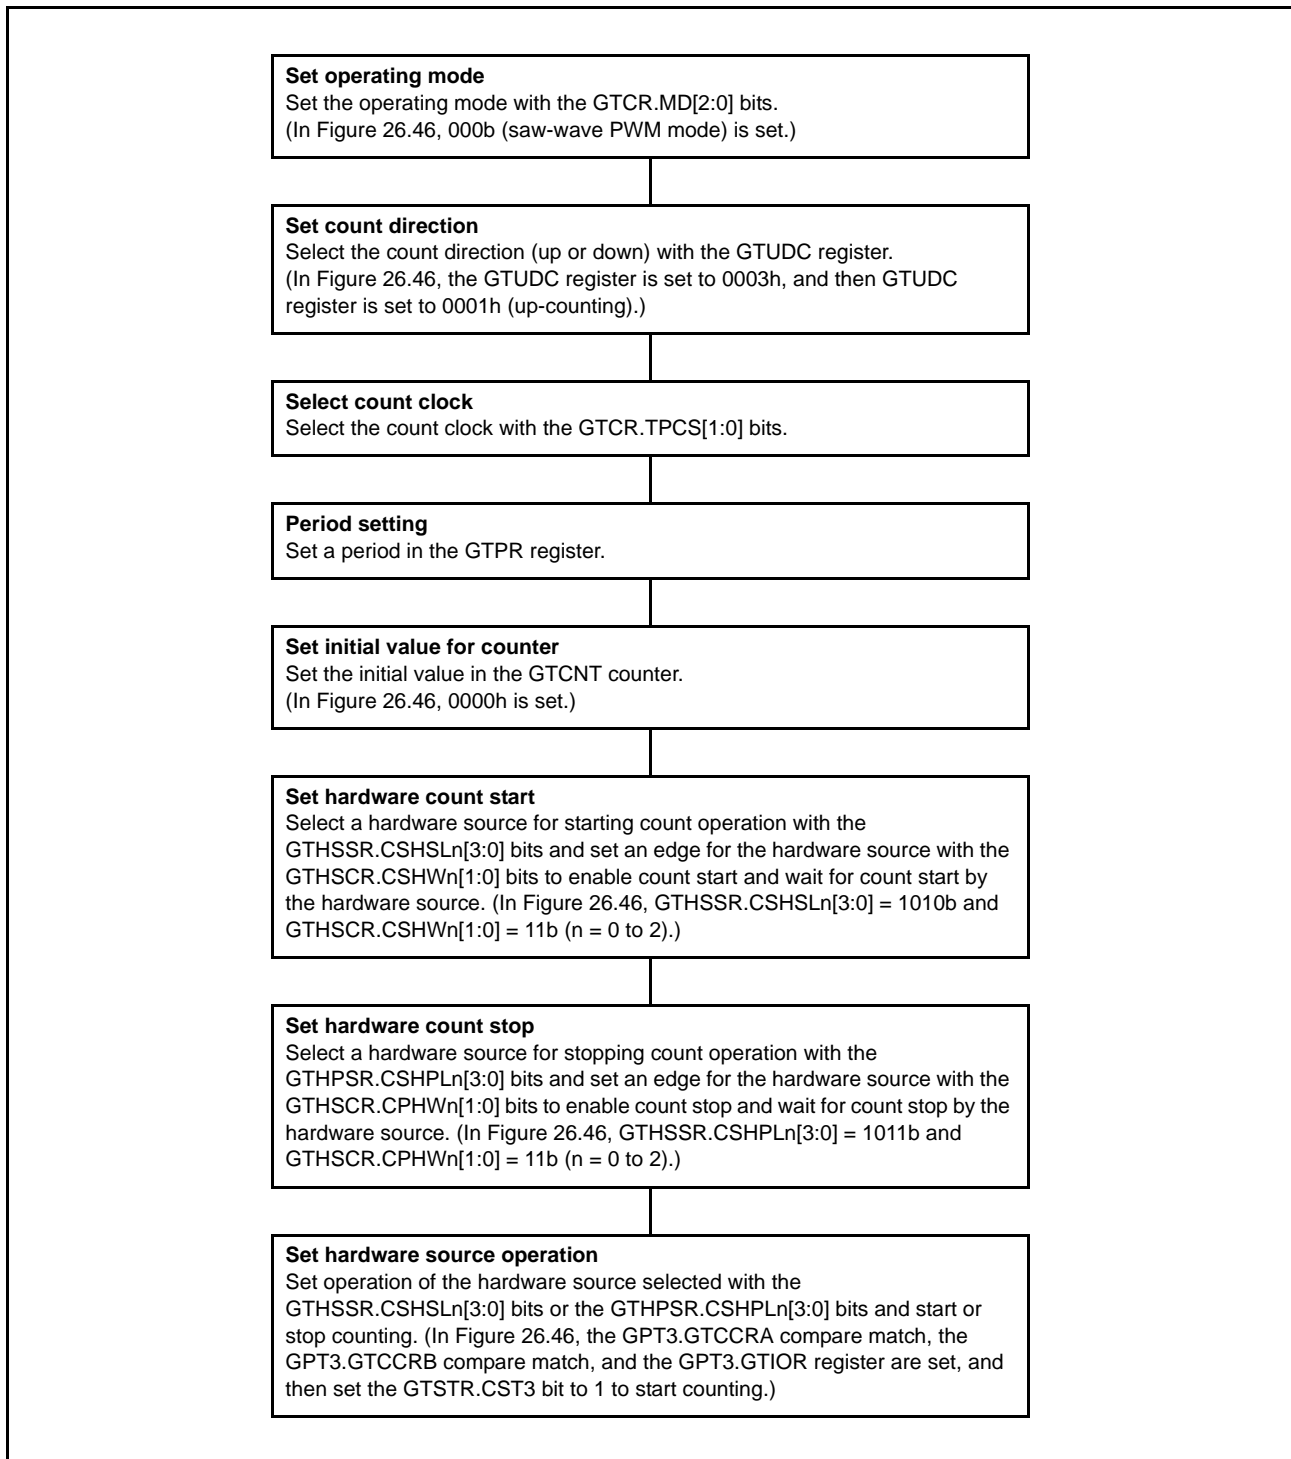 Set operating mode
Set the operating mode with the GTCR.MD[2:0] bits.
(In Figure 26.46, 000b (saw-wave PWM mode) is set.)
Set count direction
Select the count direction (up or down) with the GTUDC register.
(In Figure 26.46, the GTUDC register is set to 0003h, and then GTUDC
register is set to 0001h (up-counting).)
Select count clock
Select the count clock with the GTCR.TPCS[1:0] bits.
Period setting
Set a period in the GTPR register.
Set initial value for counter
Set the initial value in the GTCNT counter.
(In Figure 26.46, 0000h is set.)
Set hardware count start
Select a hardware source for starting count operation with the
GTHSSR.CSHSLn[3:0] bits and set an edge for the hardware source with the
GTHSCR.CSHWn[1:0] bits to enable count start and wait for count start by
the hardware source. (In Figure 26.46, GTHSSR.CSHSLn[3:0] = 1010b and
GTHSCR.CSHWn[1:0] = 11b (n = 0 to 2).)
Set hardware count stop
Select a hardware source for stopping count operation with the
GTHPSR.CSHPLn[3:0] bits and set an edge for the hardware source with the
GTHSCR.CPHWn[1:0] bits to enable count stop and wait for count stop by the
hardware source. (In Figure 26.46, GTHSSR.CSHPLn[3:0] = 1011b and
GTHSCR.CPHWn[1:0] = 11b (n = 0 to 2).)
Set hardware source operation
Set operation of the hardware source selected with the
GTHSSR.CSHSLn[3:0] bits or the GTHPSR.CSHPLn[3:0] bits and start or
stop counting. (In Figure 26.46, the GPT3.GTCCRA compare match, the
GPT3.GTCCRB compare match, and the GPT3.GTIOR register are set, and
then set the GTSTR.CST3 bit to 1 to start counting.)